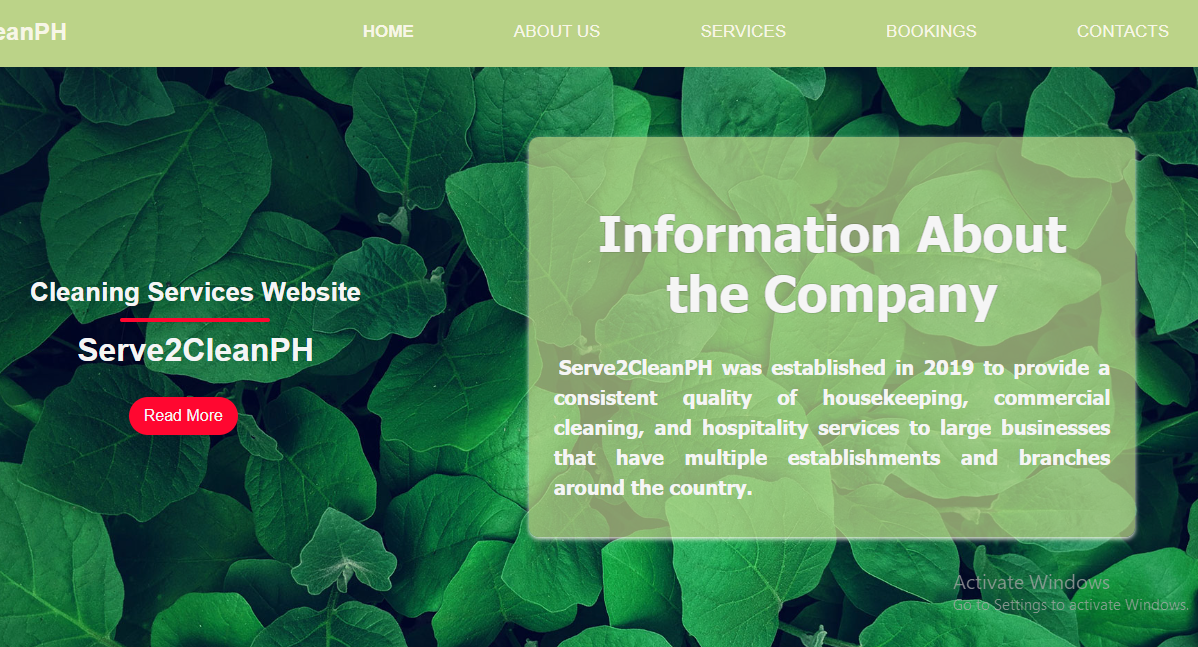 eanPH
HOME ABOUT US SERVICES BOOKINGS CONTACTS
Cleaning Services Website
Serve2CleanPH
Read More
Information About
the Company
Serve2CleanPH was established in 2019 to provide a
consistent quality of housekeeping, commercial
cleaning, and hospitality services to large businesses
that have multiple establishments and branches
around the country.
Activate Windows
Go to Settings to activate Windows.